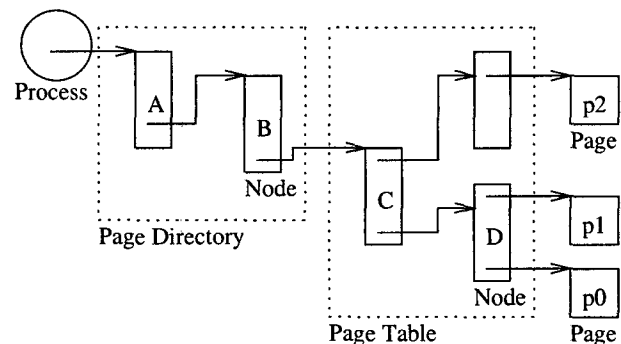 Process
A
B
Node
Page Directory
C
D
Node
Page Table
p2
Page
p1
p0
Page